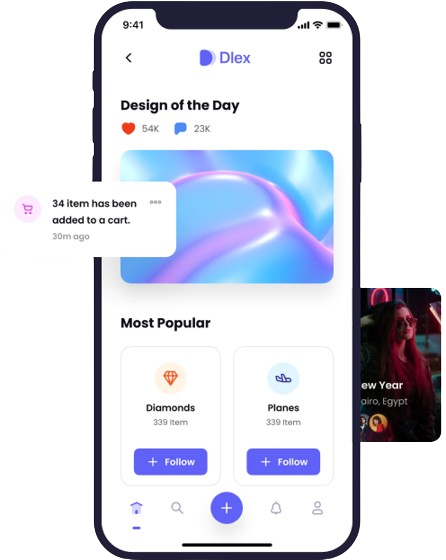 9:41
Dlex
Design of the Day
54K 23K
34 item has been
added to a cart.
30m ago
Most Popular
Diamonds
339 Item
Follow
Planes
339 Item
Follow
ew Year
airo, Egypt